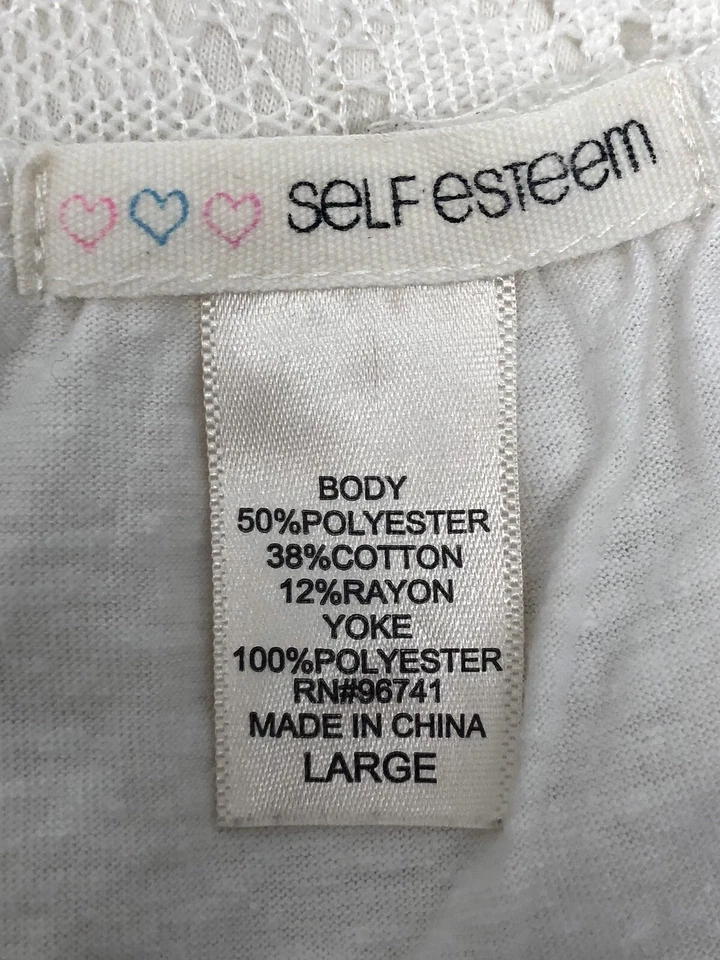 SELF ESTEEM
BODY
50%POLYESTER
38%COTTON
12%RAYON
YOKE
100%POLYESTER
RN#96741
MADE IN CHINA
LARGE